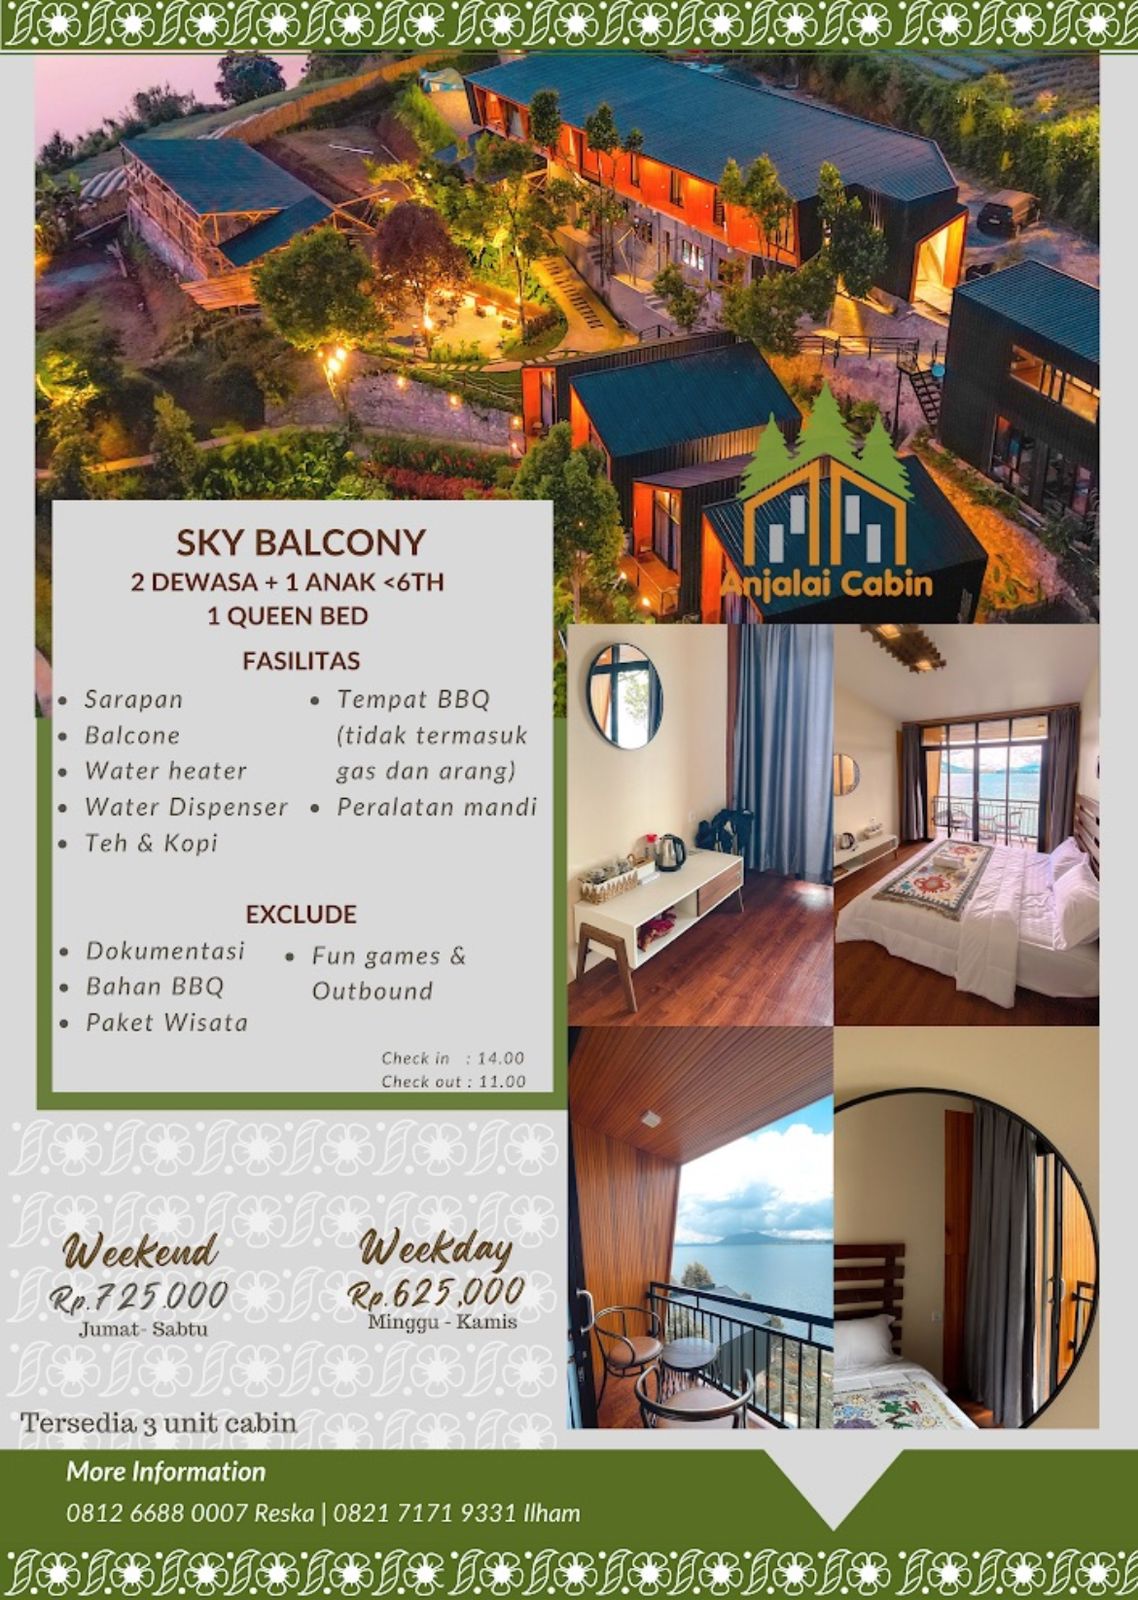 Anjalai Cabin
SKY BALCONY
2 DEWASA + 1 ANAK <6TH
1 QUEEN BED
FASILITAS
• Sarapan
• Balcone
• Water heater
• Water Dispenser
• Teh & Kopi
• Tempat BBQ
(tidak termasuk
gas dan arang)
• Peralatan mandi
EXCLUDE
• Dokumentasi
• Bahan BBQ
• Paket Wisata
• Fun games &
Outbound
Check in : 14.00
Check out : 11.00
Weekend
Rp.725.000
Jumat- Sabtu
Weekday
Rp.625,000
Minggu - Kamis
Tersedia 3 unit cabin
More Information
0812 6688 0007 Reska | 0821 7171 9331 Ilham